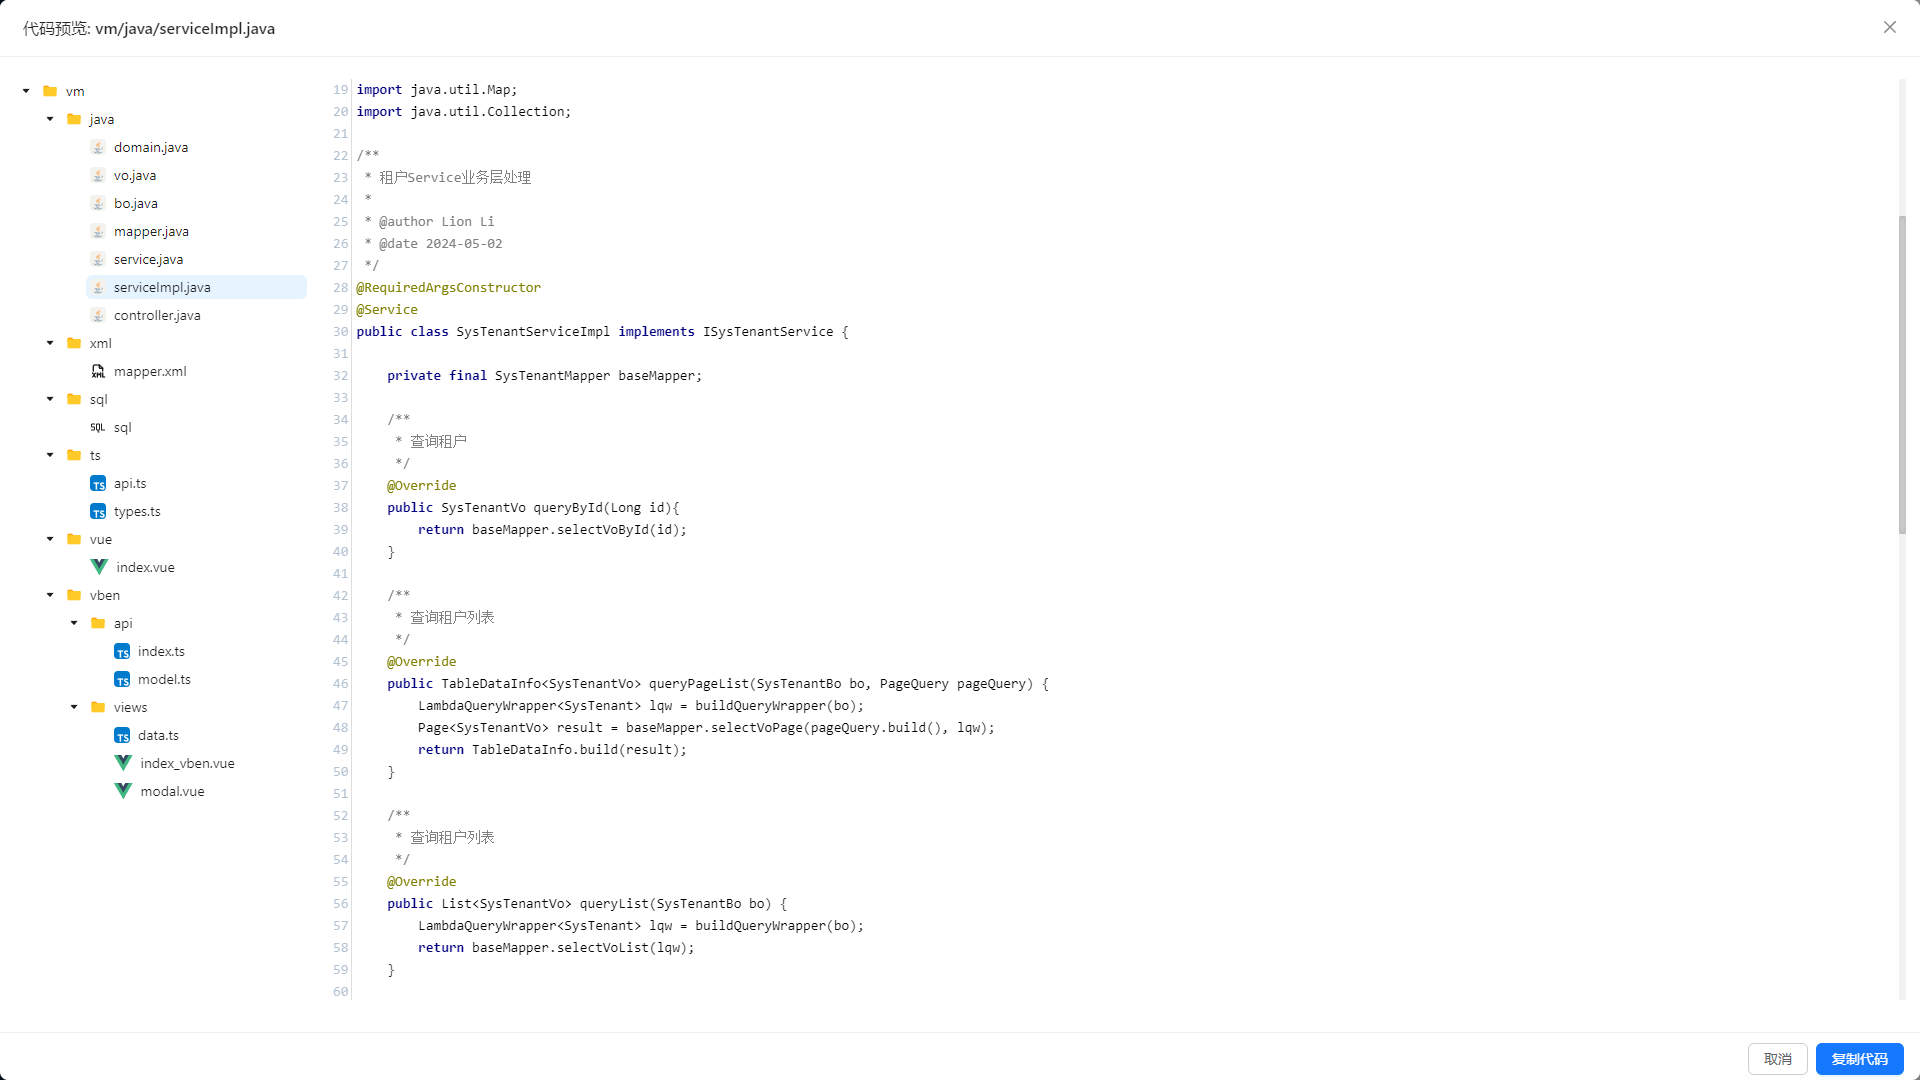 代码预览: vm/java/serviceImpl.java
vm
java
domain.java
vo.java
bo.java
mapper.java
service.java
serviceImpl.java
controller.java
xml
mapper.xml
sql
SQL sql
ts
TS api.ts
TS types.ts
vue
index.vue
vben
api
TS index.ts
TS model.ts
views
TS data.ts
index_vben.vue
modal.vue
19 import java.util.Map;
20 import java.util.Collection;
21
22 /**
23  * 租户Service业务层处理
24  *
25  * @author Lion Li
26  * @date 2024-05-02
27  */
28 @RequiredArgsConstructor
29 @Service
30 public class SysTenantServiceImpl implements ISysTenantService {
31
32     private final SysTenantMapper baseMapper;
33
34     /**
35      * 查询租户
36      */
37     @Override
38     public SysTenantVo queryById(Long id){
39         return baseMapper.selectVoById(id);
40     }
41
42     /**
43      * 查询租户列表
44      */
45     @Override
46     public TableDataInfo<SysTenantVo> queryPageList(SysTenantBo bo, PageQuery pageQuery) {
47         LambdaQueryWrapper<SysTenant> lqw = buildQueryWrapper(bo);
48         Page<SysTenantVo> result = baseMapper.selectVoPage(pageQuery.build(), lqw);
49         return TableDataInfo.build(result);
50     }
51
52     /**
53      * 查询租户列表
54      */
55     @Override
56     public List<SysTenantVo> queryList(SysTenantBo bo) {
57         LambdaQueryWrapper<SysTenant> lqw = buildQueryWrapper(bo);
58         return baseMapper.selectVoList(lqw);
59     }
60
取消 复制代码